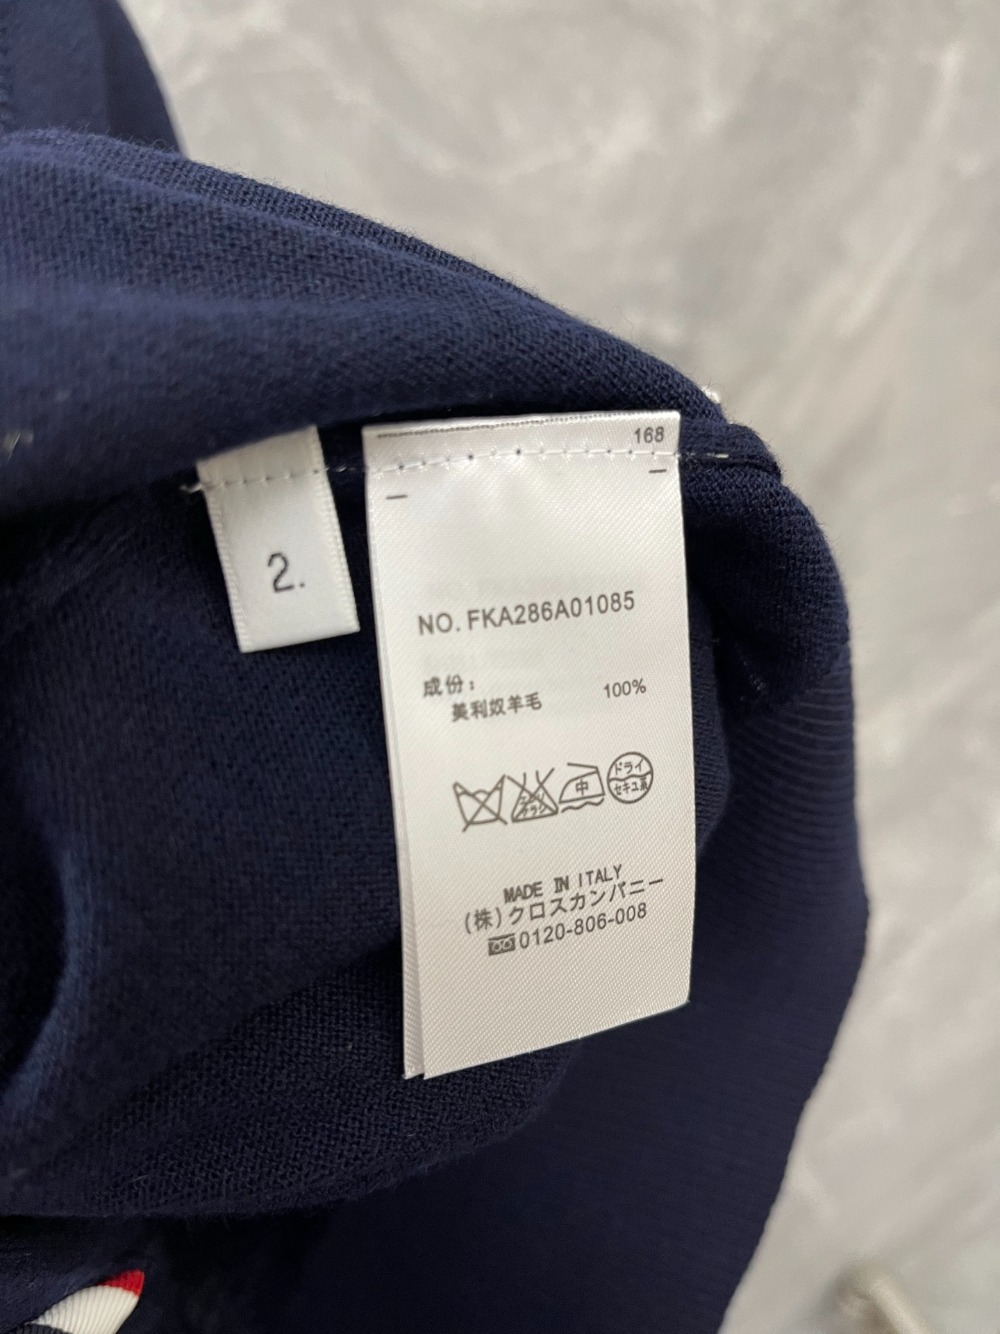 168
2.
NO. FKA286A01085
成份：
美利奴羊毛 100%
中
ドライ
セキユ系
MADE IN ITALY
(株)クロスカンパニー
0120-806-008